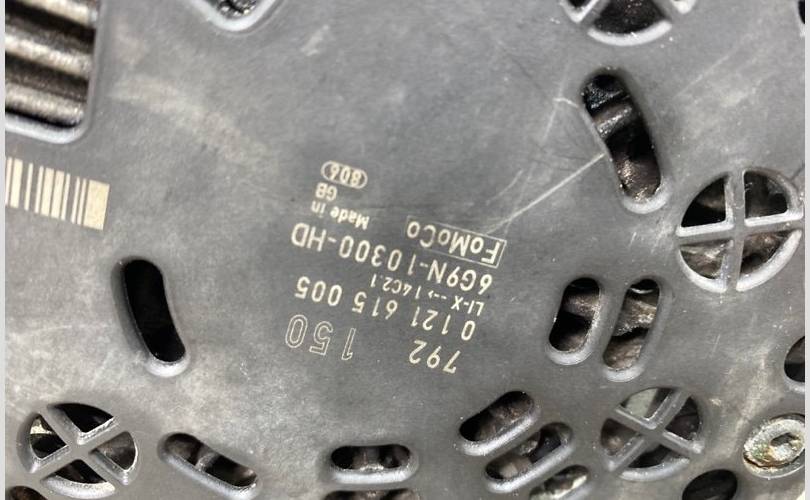 792 150
0 121 615 005
LI-X --> 14C2.1
6G9N-10300-HD
FoMoCo
Made in
GB
806